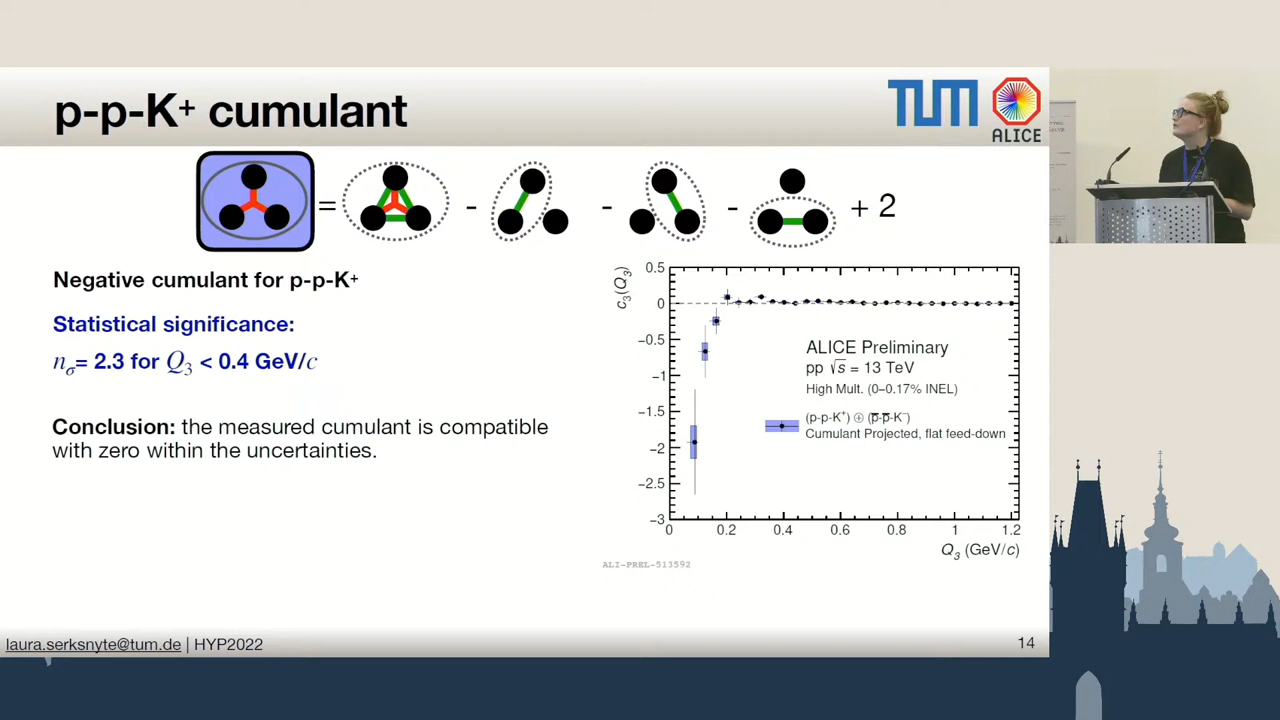 p-p-K⁺ cumulant
TUM
ALICE
= - - - + 2
Negative cumulant for p-p-K⁺
Statistical significance:
nσ= 2.3 for Q₃ < 0.4 GeV/c
Conclusion: the measured cumulant is compatible
with zero within the uncertainties.
c₃(Q₃)
0.5
0
−0.5
−1
−1.5
−2
−2.5
−3
0 0.2 0.4 0.6 0.8 1 1.2
Q₃ (GeV/c)
ALICE Preliminary
pp √s = 13 TeV
High Mult. (0–0.17% INEL)
(p-p-K⁺) ⊕ (p̅-p̅-K⁻)
Cumulant Projected, flat feed-down
ALI-PREL-513592
laura.serksnyte@tum.de | HYP2022
14